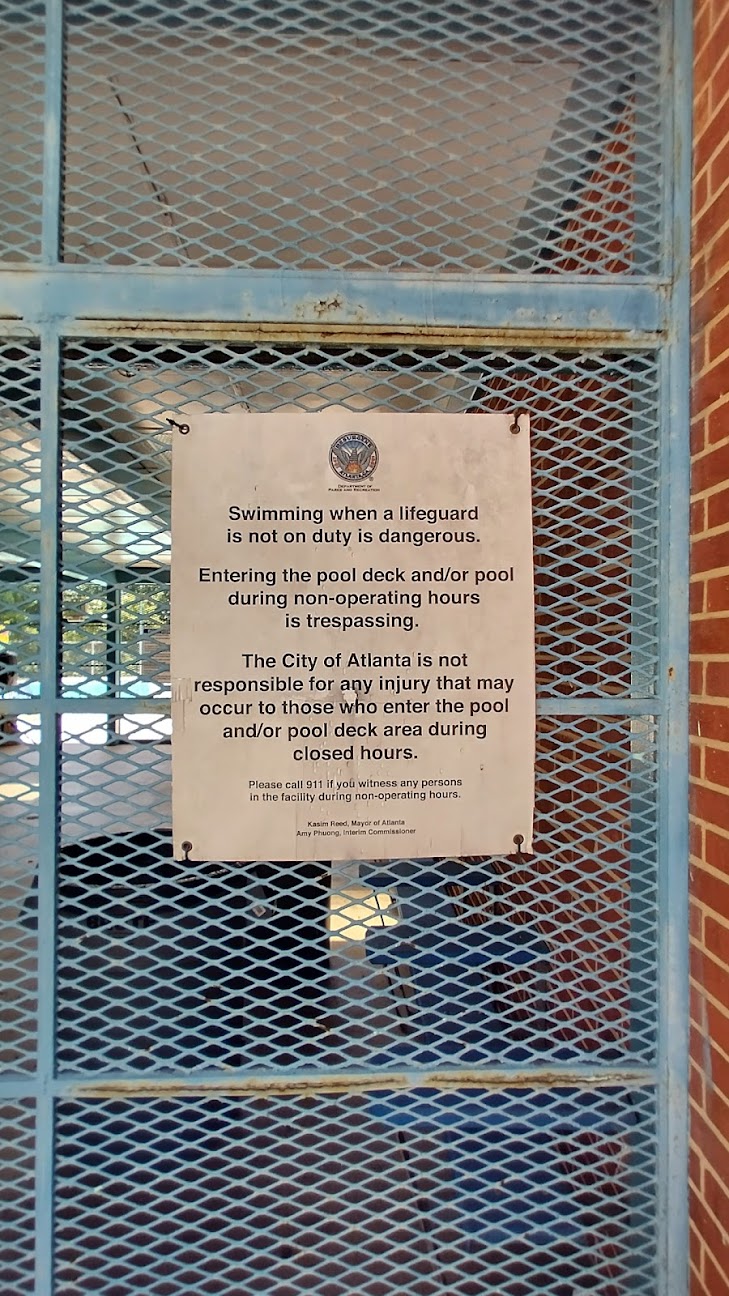 DEPARTMENT OF
PARKS AND RECREATION
Swimming when a lifeguard
is not on duty is dangerous.
Entering the pool deck and/or pool
during non-operating hours
is trespassing.
The City of Atlanta is not
responsible for any injury that may
occur to those who enter the pool
and/or pool deck area during
closed hours.
Please call 911 if you witness any persons
in the facility during non-operating hours.
Kasim Reed, Mayor of Atlanta
Amy Phuong, Interim Commissioner